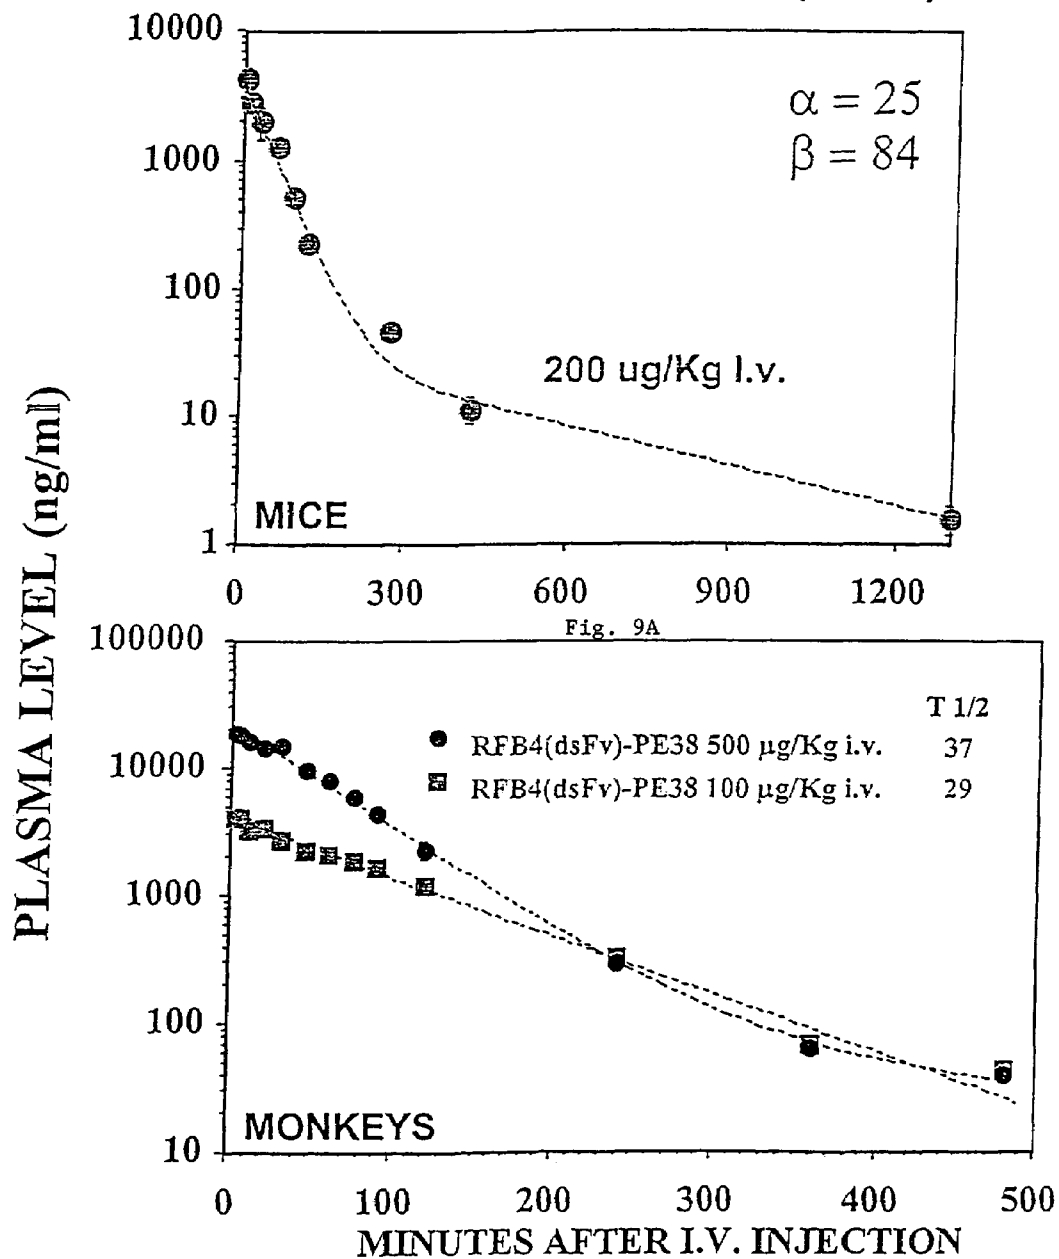 10000
1000
100
10
1
α = 25
β = 84
200 ug/Kg I.v.
MICE
0 300 600 900 1200
Fig. 9A
PLASMA LEVEL (ng/ml)
100000
10000
1000
100
10
T 1/2
RFB4(dsFv)-PE38 500 µg/Kg i.v. 37
RFB4(dsFv)-PE38 100 µg/Kg i.v. 29
MONKEYS
0 100 200 300 400 500
MINUTES AFTER I.V. INJECTION